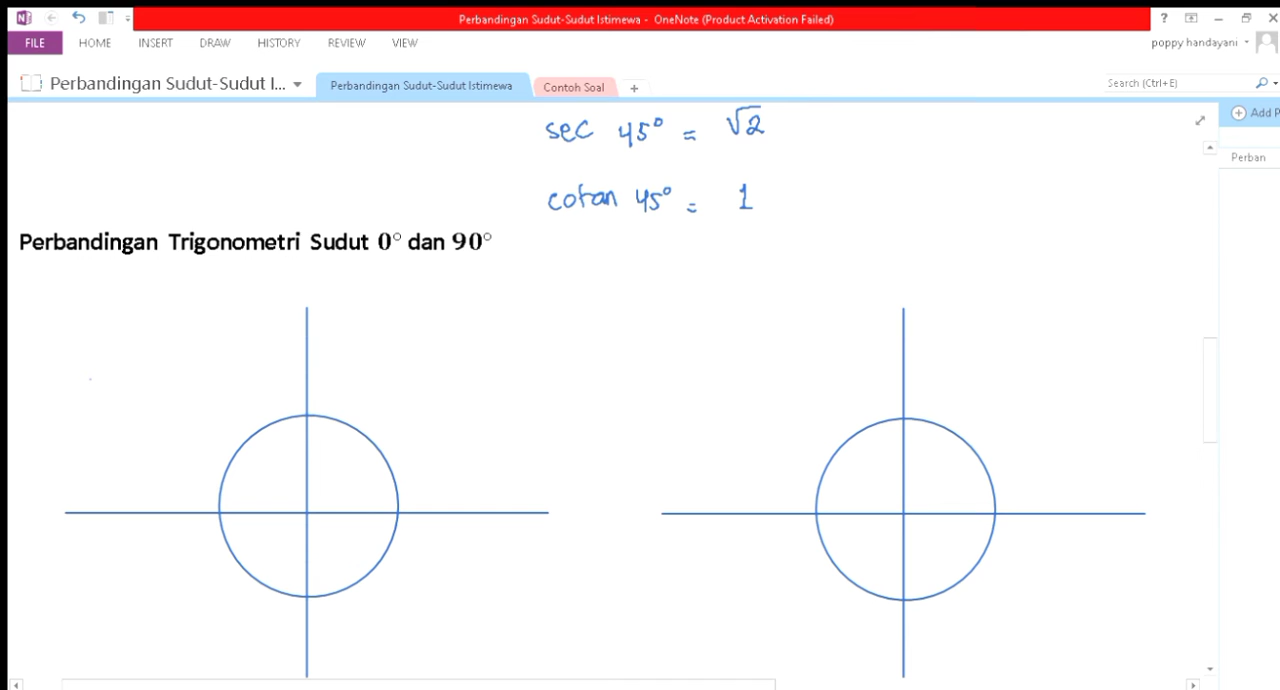 Perbandingan Sudut-Sudut Istimewa - OneNote (Product Activation Failed)
?
FILE HOME INSERT DRAW HISTORY REVIEW VIEW
poppy handayani
Perbandingan Sudut-Sudut I...
Perbandingan Sudut-Sudut Istimewa
Contoh Soal
+
Search (Ctrl+E)
Add P
Perban
sec 45° = √2
cotan 45° = 1
Perbandingan Trigonometri Sudut 0° dan 90°